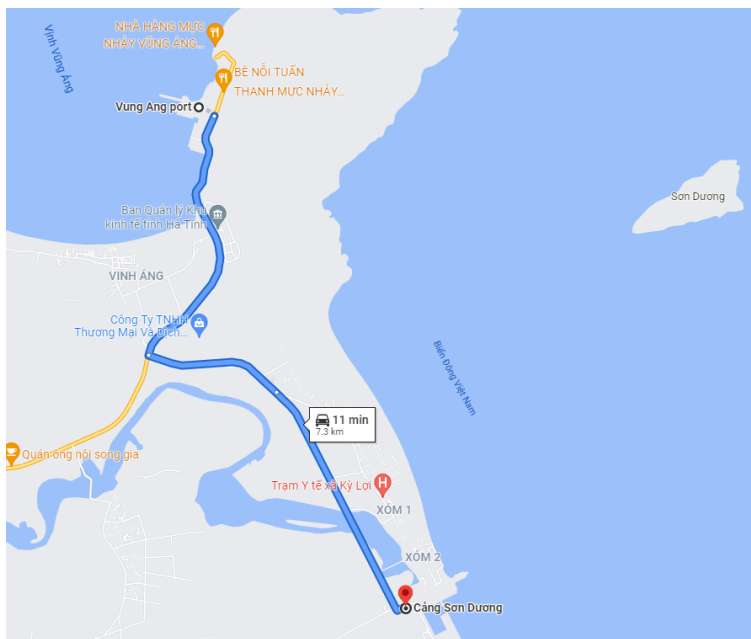 Vịnh Vũng Áng
NHÀ HÀNG MỰC
NHẢY VŨNG ÁNG...
BÈ NỔI TUẤN
THANH MỰC NHẢY...
Vung Ang port
Sơn Dương
Ban Quản lý Khu
kinh tế tỉnh Hà Tĩnh
VINH ÁNG
Công Ty TNHH
Thương Mại Và Dịch...
Biển Đông Việt Nam
11 min
7.3 km
Quán ông nội song gia
Trạm Y tế xã Kỳ Lợi
H
XÓM 1
XÓM 2
Cảng Sơn Dương